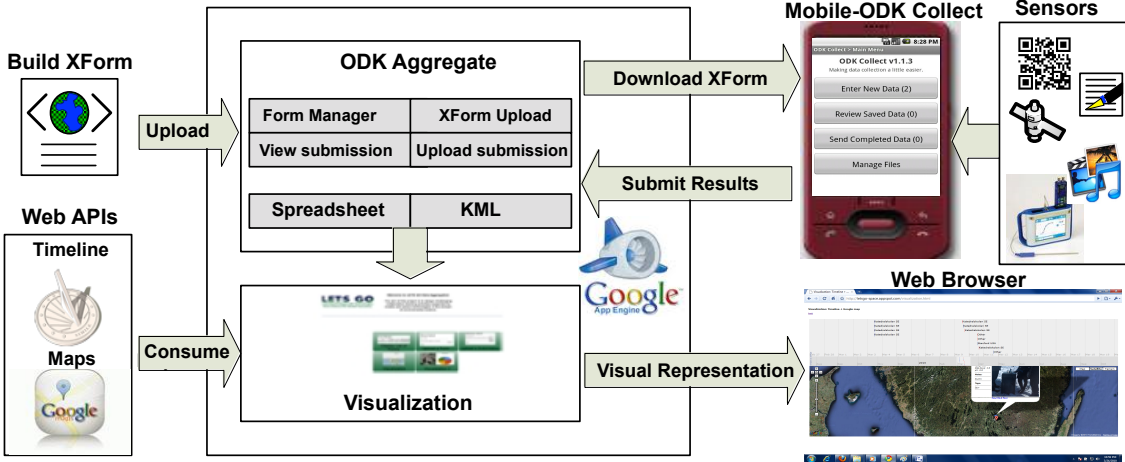 Build XForm
Upload
Web APIs
Timeline
Maps
Google
Consume
ODK Aggregate
Form Manager
XForm Upload
View submission
Upload submission
Spreadsheet
KML
LETS GO
Visualization
Download XForm
Submit Results
Google
App Engine
Visual Representation
Mobile-ODK Collect
8:28 PM
ODK Collect > Main Menu
ODK Collect v1.1.3
Making data collection a little easier.
Enter New Data (2)
Review Saved Data (0)
Send Completed Data (0)
Manage Files
Sensors
Web Browser